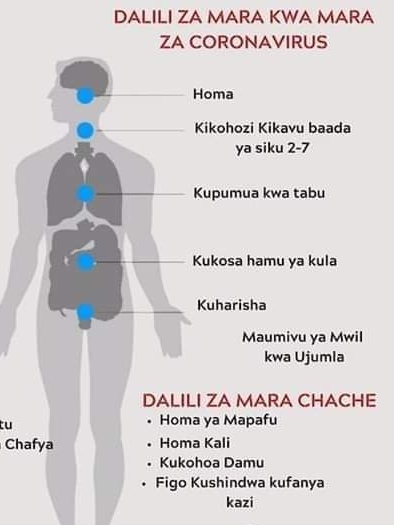 DALILI ZA MARA KWA MARA
ZA CORONAVIRUS
Homa
Kikohozi Kikavu baada
ya siku 2-7
Kupumua kwa tabu
Kukosa hamu ya kula
Kuharisha
Maumivu ya Mwil
kwa Ujumla
DALILI ZA MARA CHACHE
• Homa ya Mapafu
• Homa Kali
• Kukohoa Damu
• Figo Kushindwa kufanya
kazi
tu
Chafya